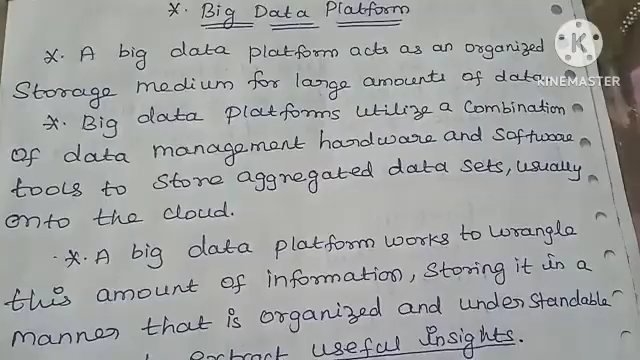 *. Big Data Platform
*. A big data platform acts as an organized
Storage medium for large amounts of data.
*. Big data Platforms utilize a Combination
of data management hardware and Software
tools to store aggregated data sets, usually
onto the cloud.
*. A big data platform works to wrangle
this amount of information, storing it in a
manner that is organized and understandable
extract useful insights.
K
KINEMASTER